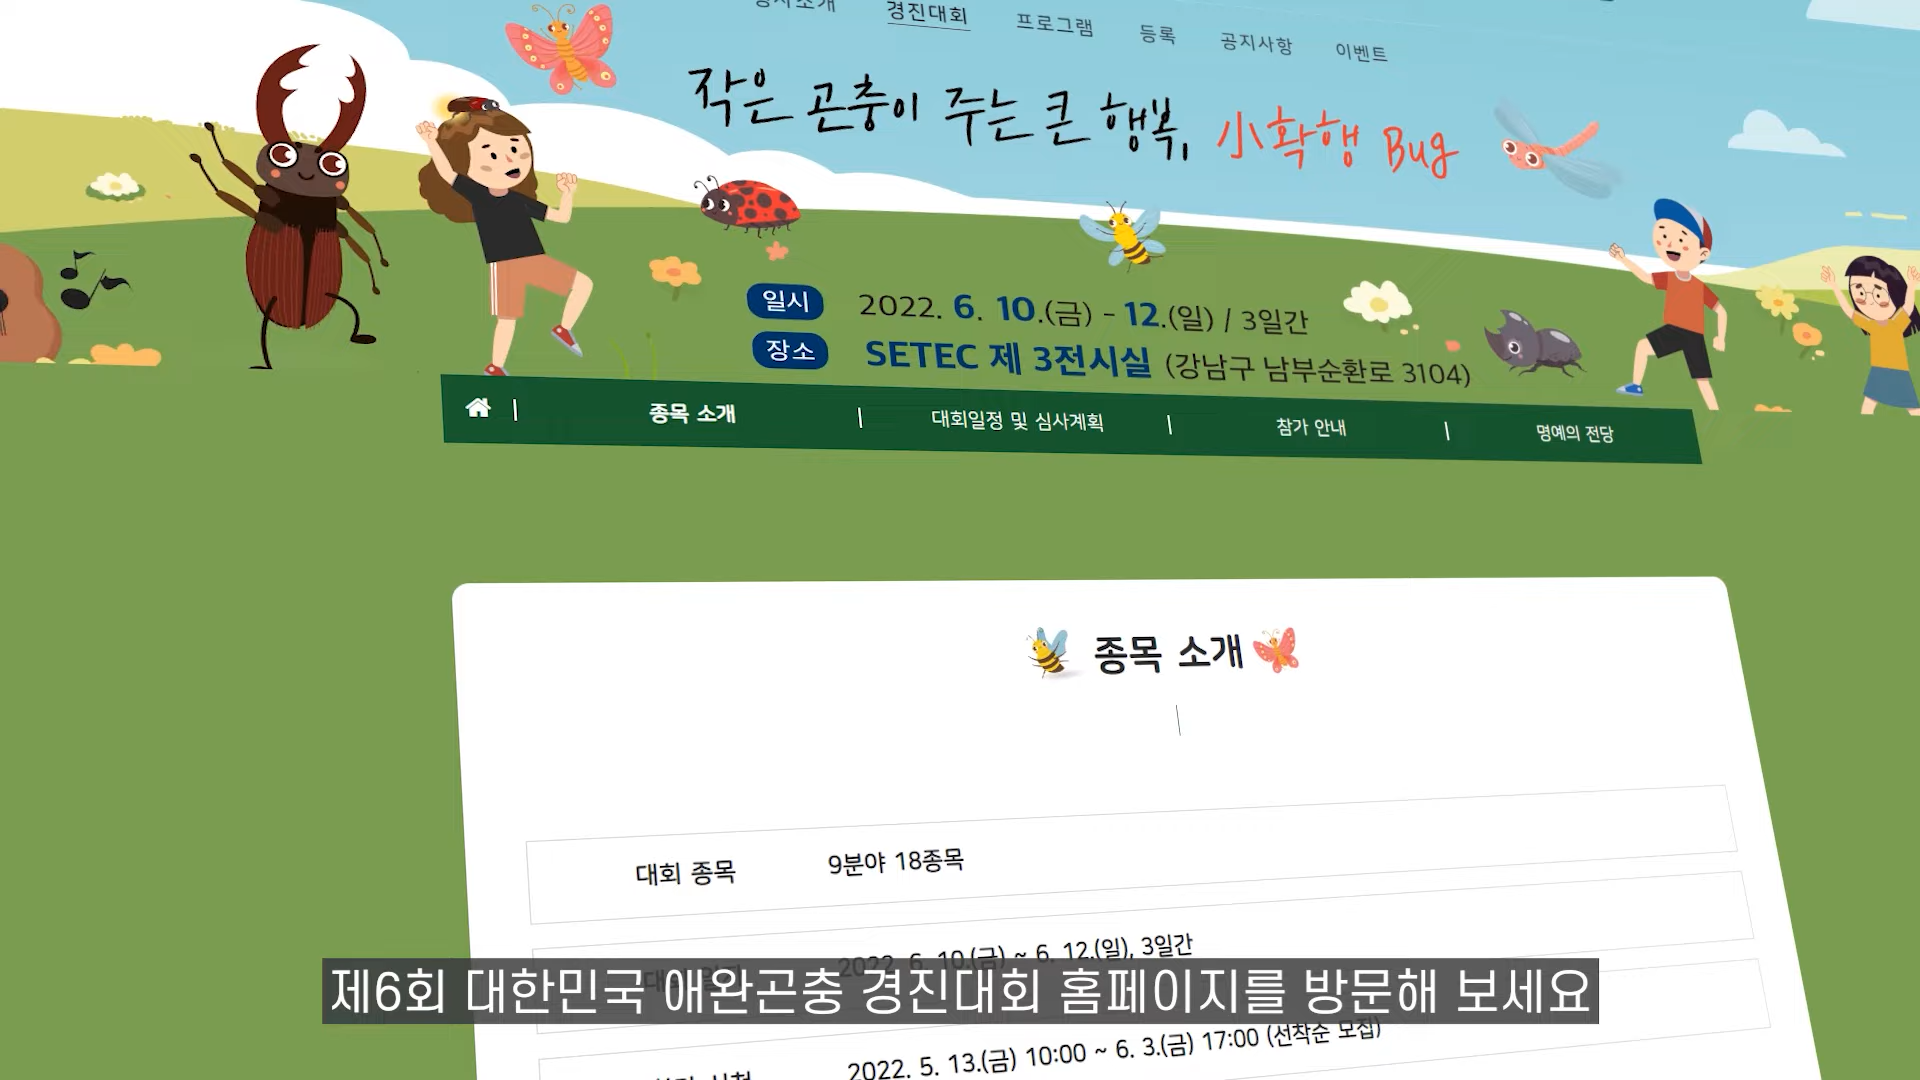 경진대회 프로그램 등록 공지사항 이벤트
작은 곤충이 주는 큰 행복, 小확행 Bug
일시 2022. 6. 10.(금) - 12.(일) / 3일간
장소 SETEC 제 3전시실 (강남구 남부순환로 3104)
종목 소개 | 대회일정 및 심사계획 | 참가 안내 | 명예의 전당
종목 소개
대회 종목 9분야 18종목
2022. 6. 10.(금) ~ 6. 12.(일), 3일간
제6회 대한민국 애완곤충 경진대회 홈페이지를 방문해 보세요
2022. 5. 13.(금) 10:00 ~ 6. 3.(금) 17:00 (선착순 모집)